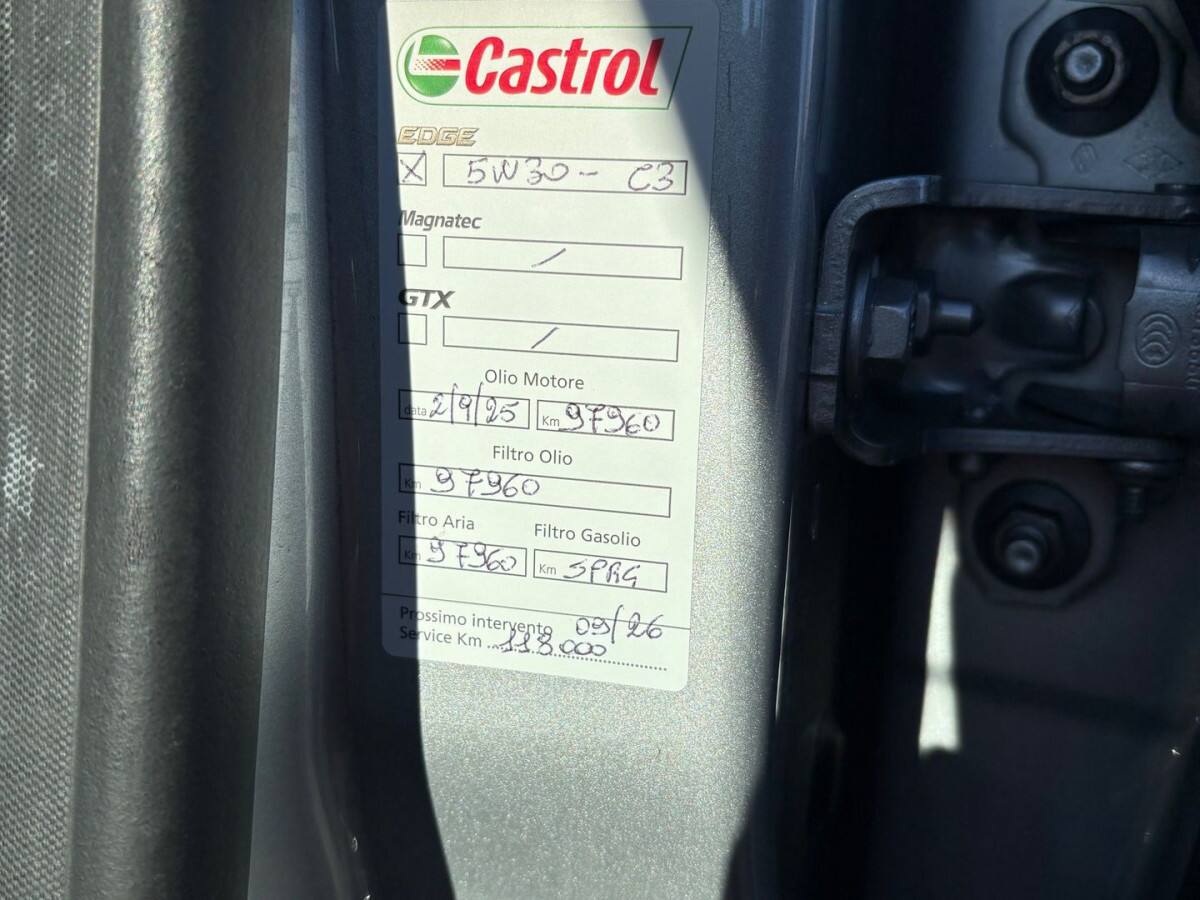 Castrol
EDGE
X 5W30 - C3
Magnatec
/
GTX
/
Olio Motore
data 2/9/25 Km 97960
Filtro Olio
Km 97960
Filtro Aria Filtro Gasolio
Km 97960 Km
Prossimo intervento 09/26
Service Km 118.000